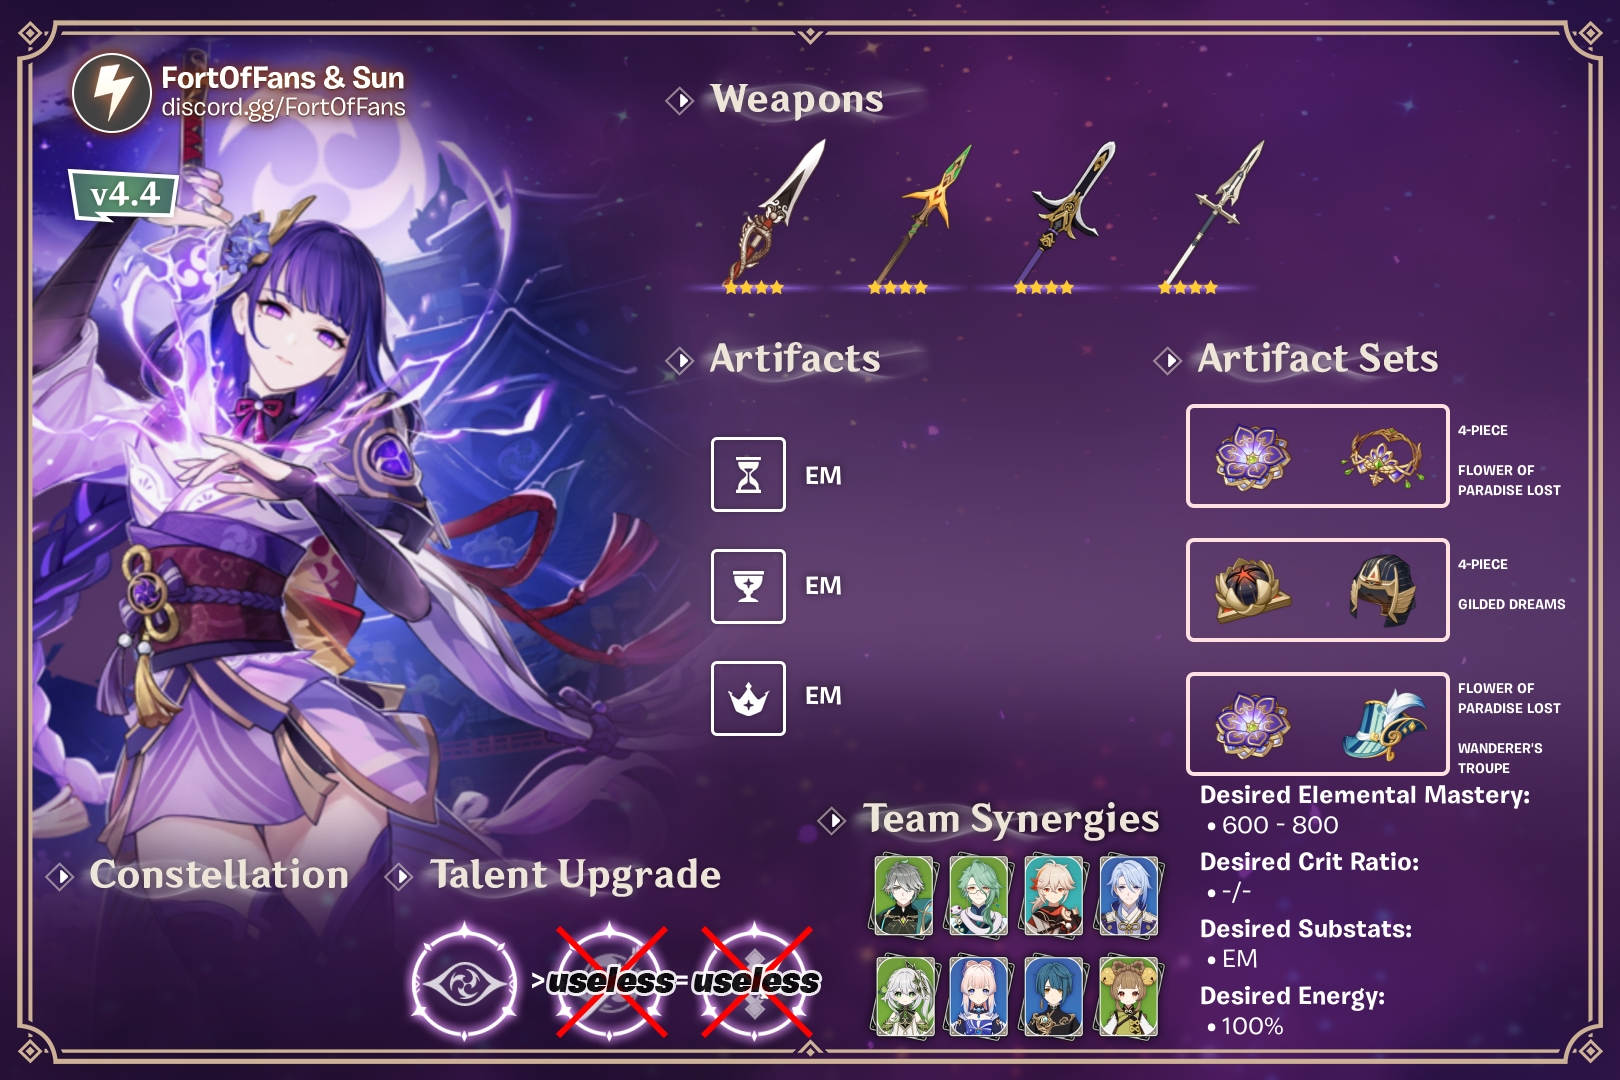 FortOfFans & Sun
discord.gg/FortOfFans
v4.4
Weapons
Artifacts
EM
EM
EM
Artifact Sets
4-PIECE
FLOWER OF
PARADISE LOST
4-PIECE
GILDED DREAMS
FLOWER OF
PARADISE LOST
WANDERER'S
TROUPE
Desired Elemental Mastery:
• 600 - 800
Desired Crit Ratio:
• -/-
Desired Substats:
• EM
Desired Energy:
• 100%
Team Synergies
Constellation
Talent Upgrade
>useless=useless